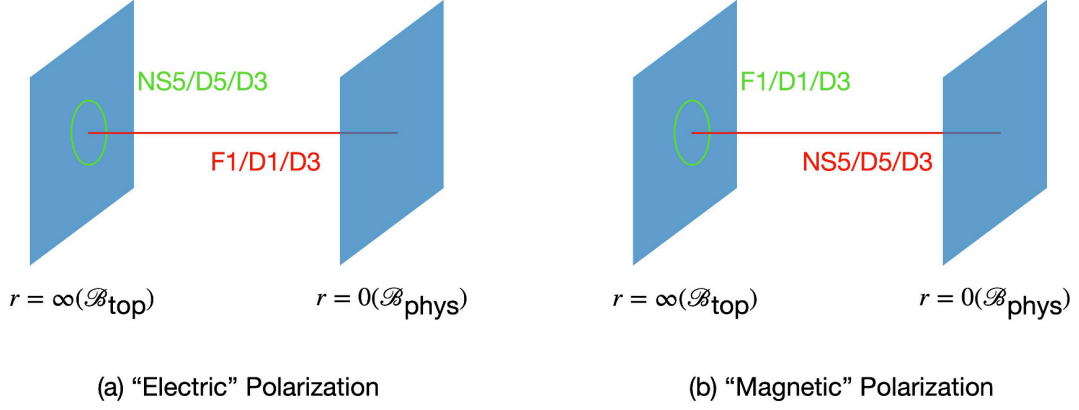 NS5/D5/D3
F1/D1/D3
r = ∞(ℬtop)
r = 0(ℬphys)
(a) “Electric” Polarization
F1/D1/D3
NS5/D5/D3
r = ∞(ℬtop)
r = 0(ℬphys)
(b) “Magnetic” Polarization